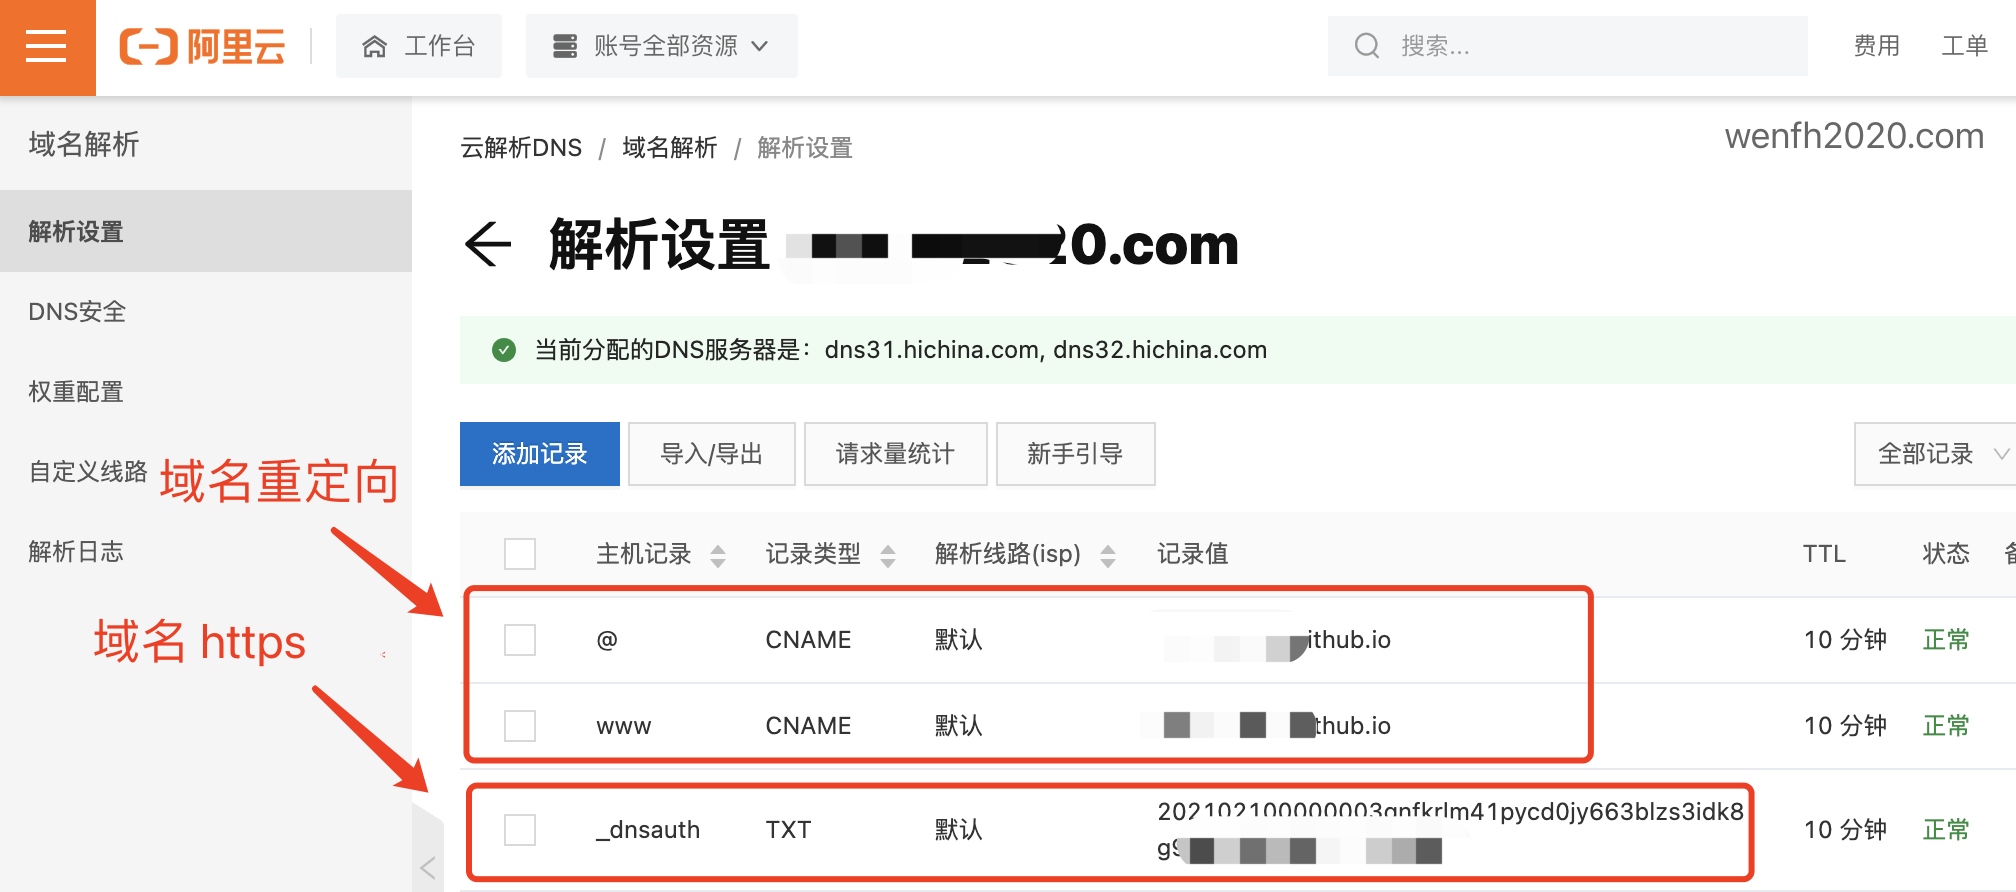 阿里云
工作台
账号全部资源
搜索...
费用
工单
域名解析
解析设置
DNS安全
权重配置
自定义线路
解析日志
域名重定向
域名 https
云解析DNS / 域名解析 / 解析设置
wenfh2020.com
解析设置 20.com
当前分配的DNS服务器是：dns31.hichina.com, dns32.hichina.com
添加记录
导入/导出
请求量统计
新手引导
全部记录
主机记录 记录类型 解析线路(isp) 记录值 TTL 状态
@ CNAME 默认 ithub.io 10 分钟 正常
www CNAME 默认 thub.io 10 分钟 正常
_dnsauth TXT 默认 202102100000003qnfkrlm41pycd0jy663blzs3idk8 10 分钟 正常
g9